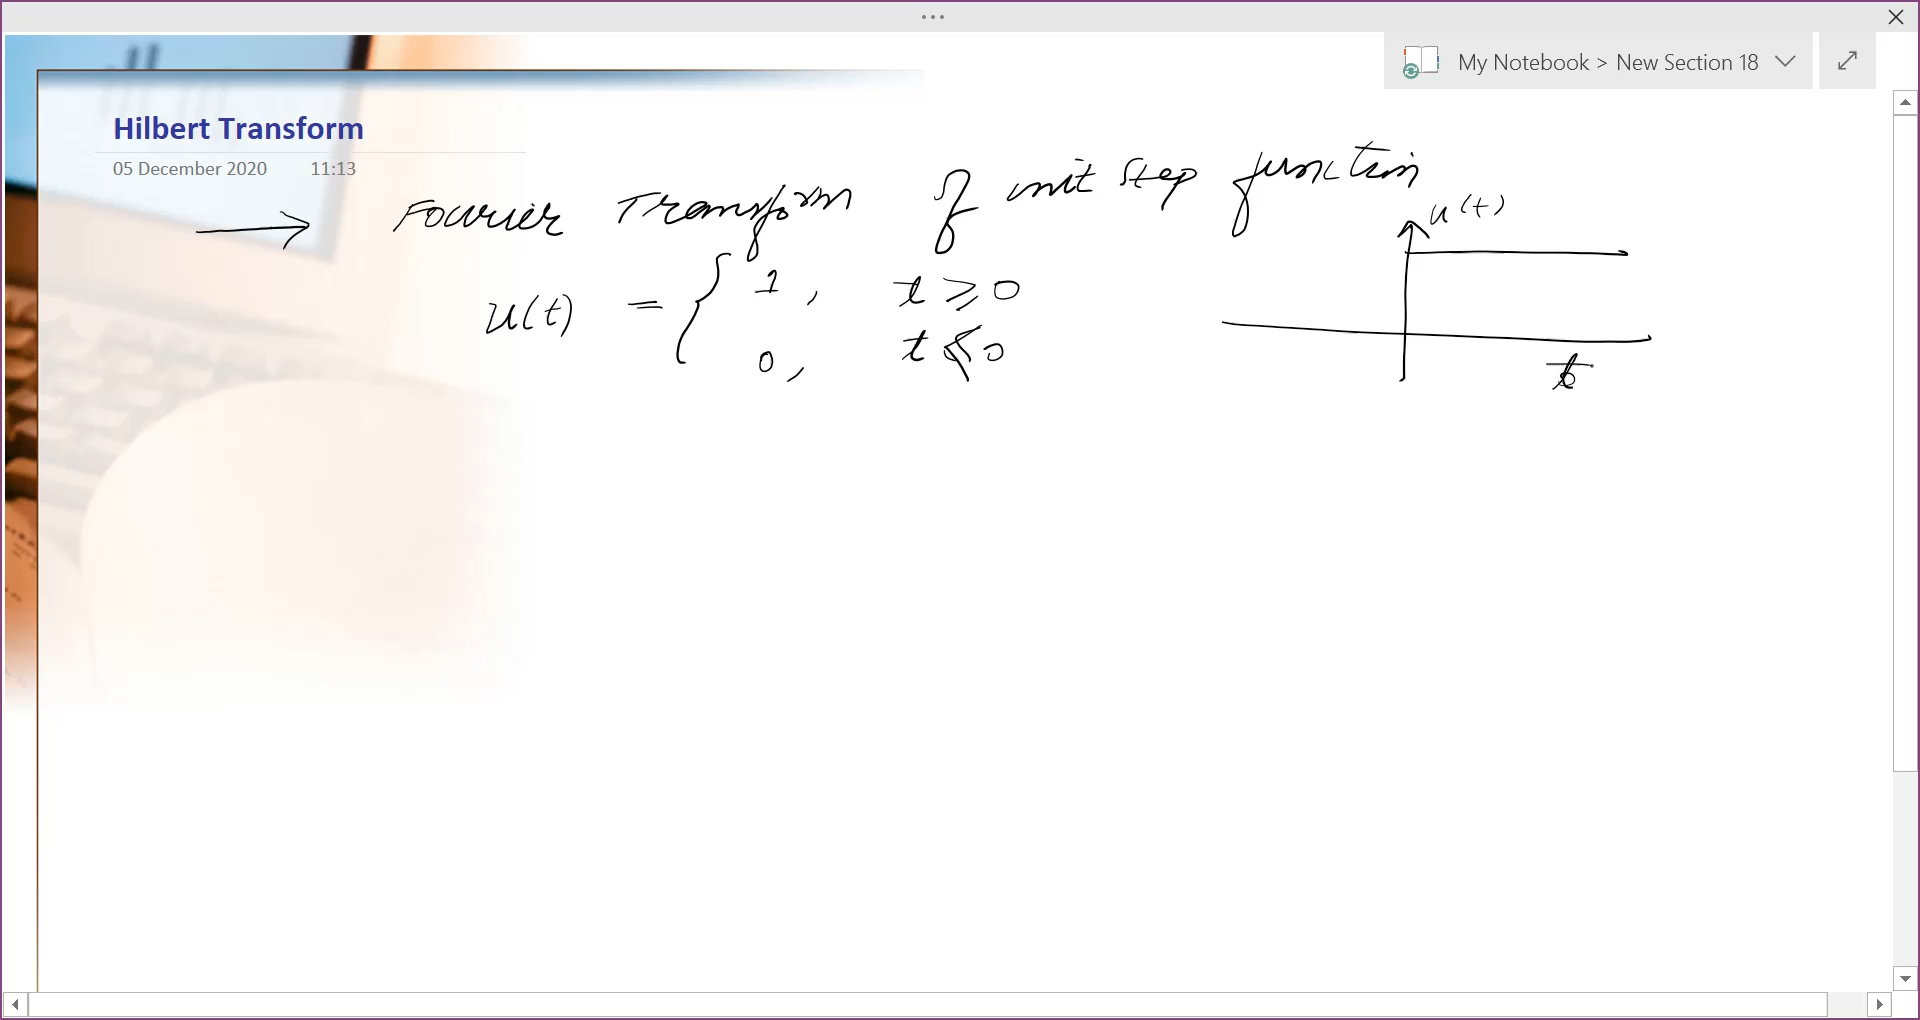 My Notebook > New Section 18
Hilbert Transform
05 December 2020 11:13
→ Fourier Transform of unit step function
u(t)
u(t) = { 1, t ≥ 0
0, t < 0
t